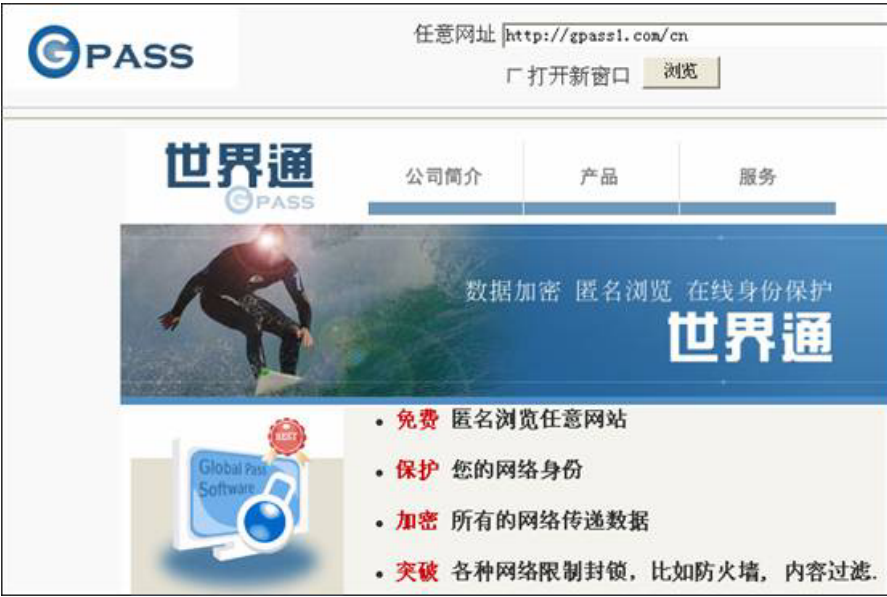 GPASS
任意网址 http://gpass1.com/cn
打开新窗口 浏览
世界通
GPASS
公司简介 产品 服务
数据加密 匿名浏览 在线身份保护
世界通
BEST
Global Pass
Software
• 免费 匿名浏览任意网站
• 保护 您的网络身份
• 加密 所有的网络传递数据
• 突破 各种网络限制封锁，比如防火墙，内容过滤.